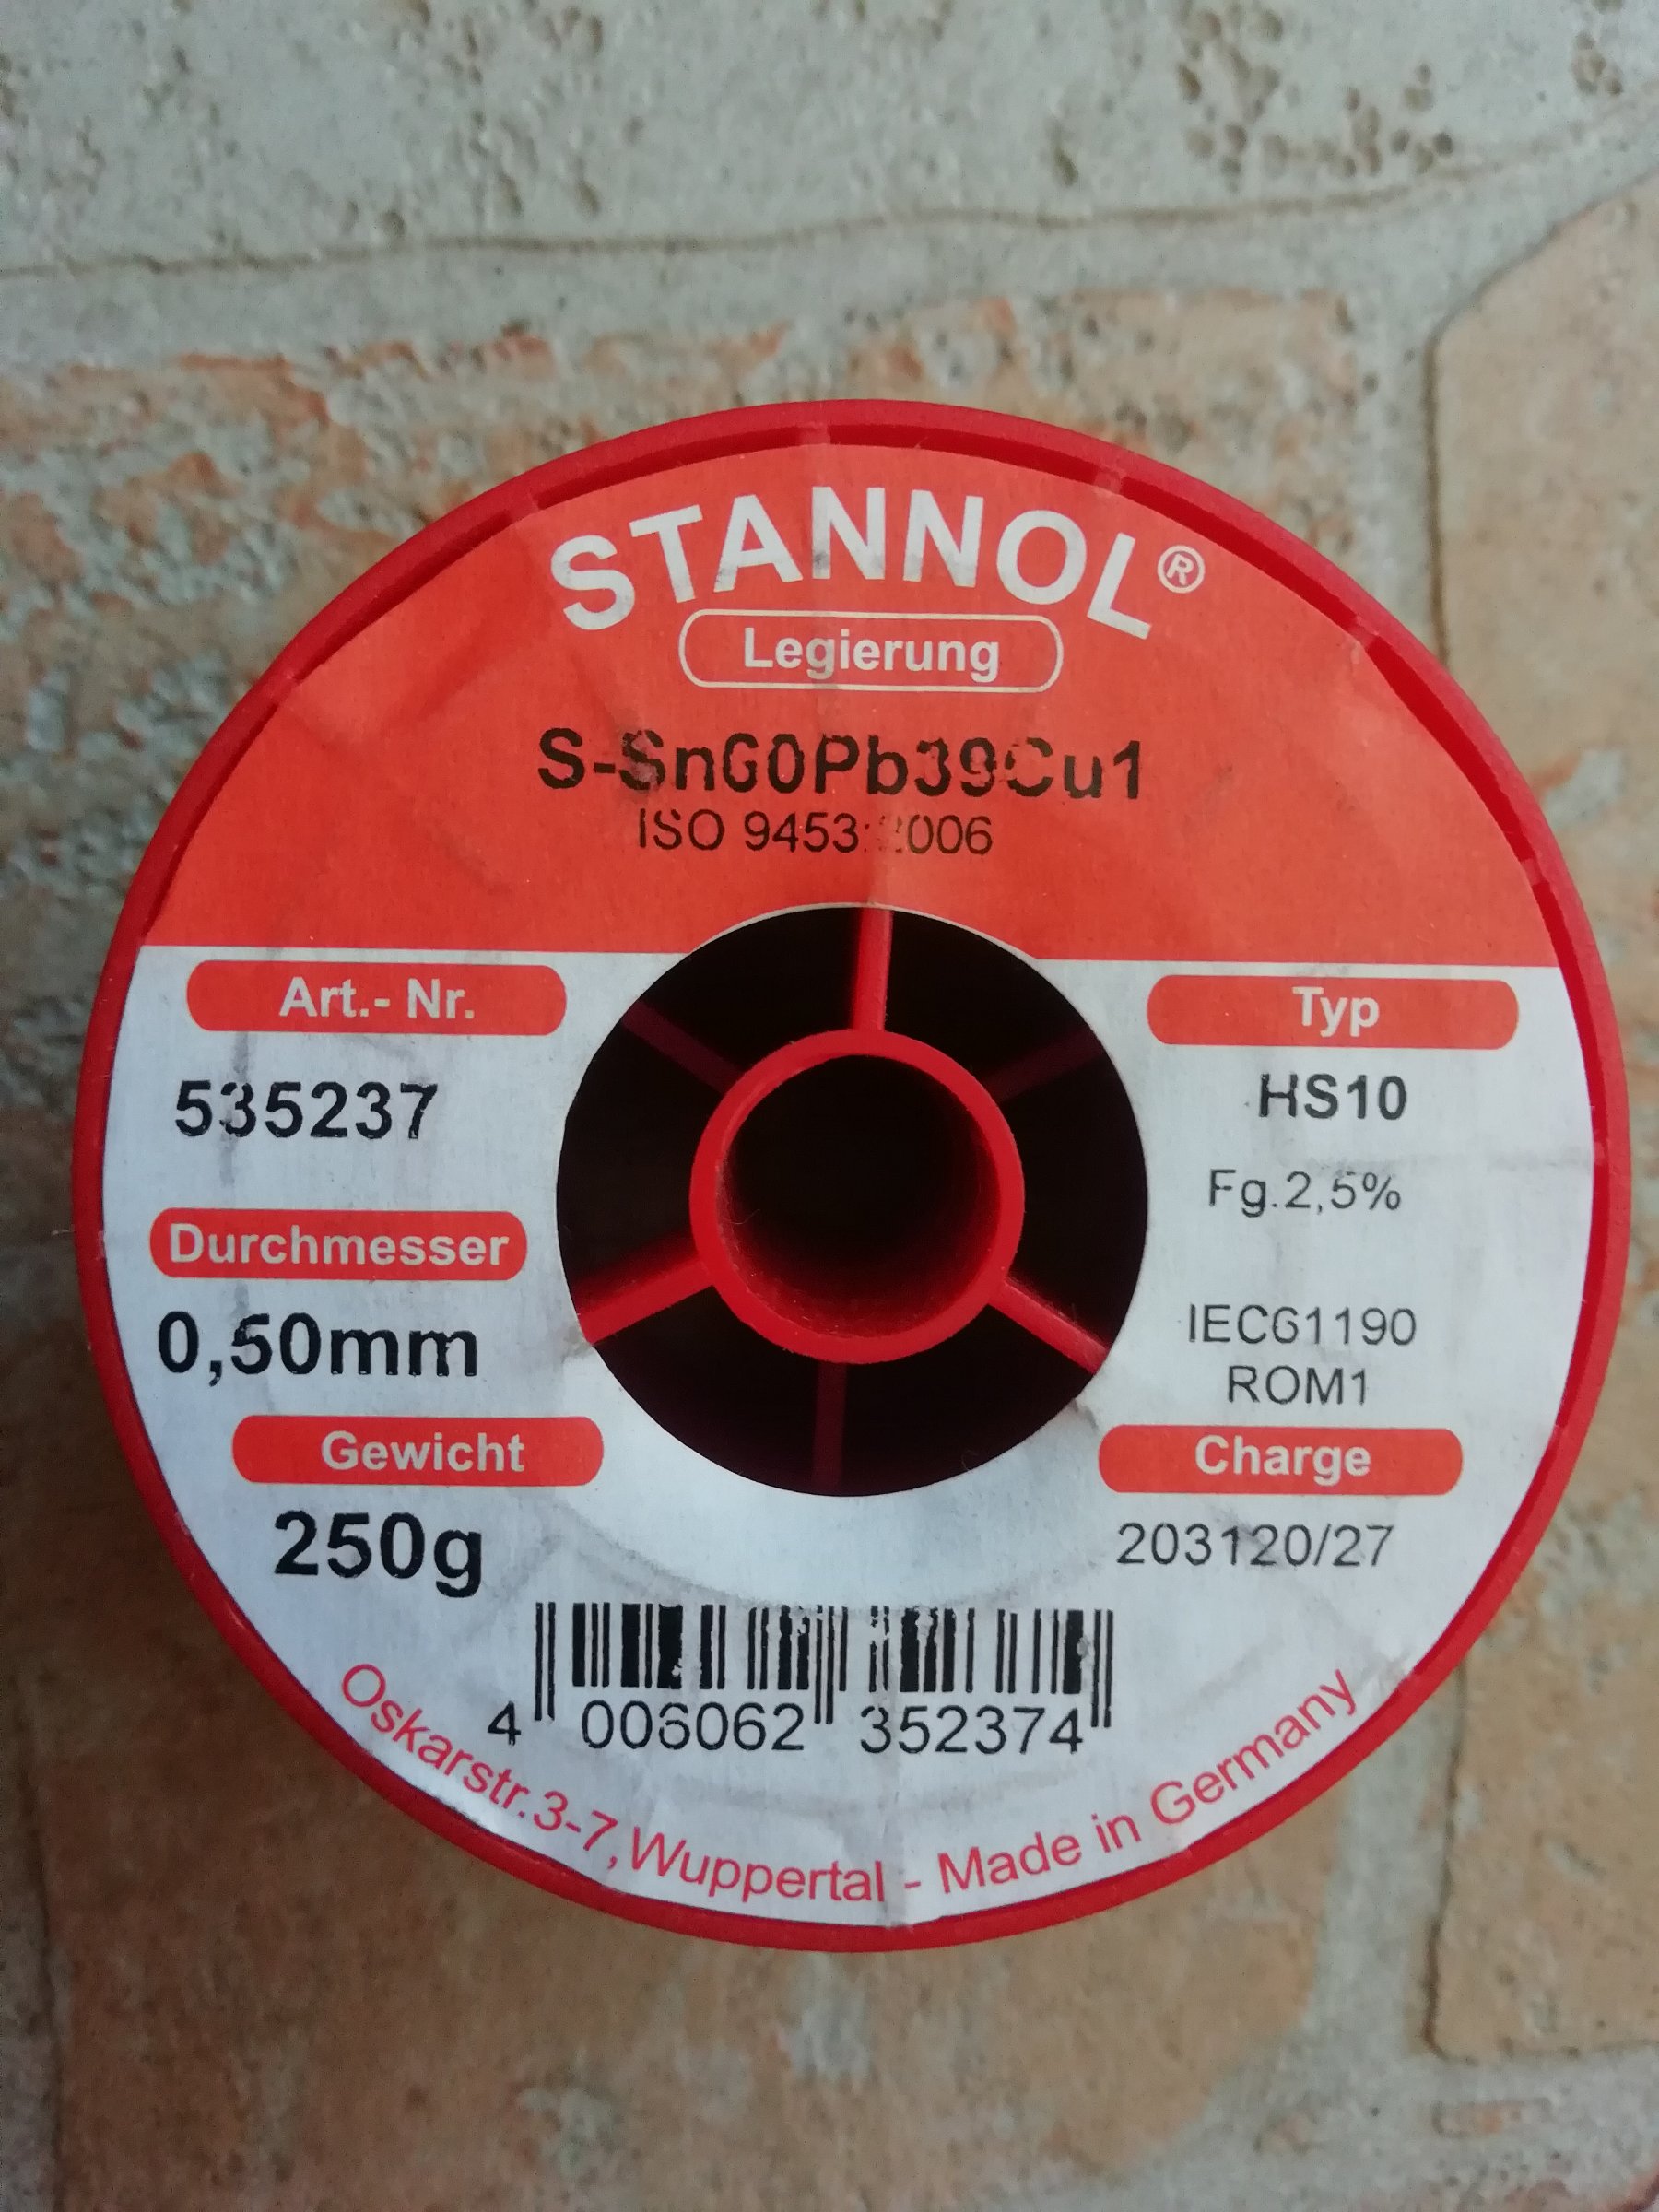 STANNOL®
Legierung
S-Sn60Pb39Cu1
ISO 9453:2006
Art.- Nr.
535237
Durchmesser
0,50mm
Gewicht
250g
Typ
HS10
Fg.2,5%
IEC61190
ROM1
Charge
203120/27
4 006062 352374
Oskarstr.3-7, Wuppertal - Made in Germany